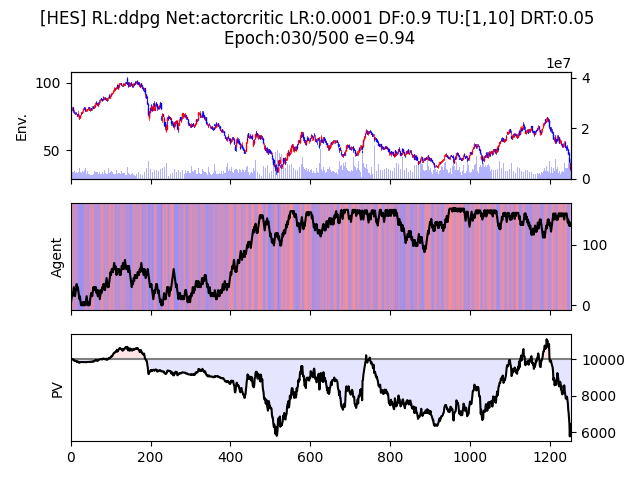 [HES] RL:ddpg Net:actorcritic LR:0.0001 DF:0.9 TU:[1,10] DRT:0.05
Epoch:030/500 e=0.94
1e7
100
50
Env.
4
2
0
Agent
100
0
PV
10000
8000
6000
0 200 400 600 800 1000 1200